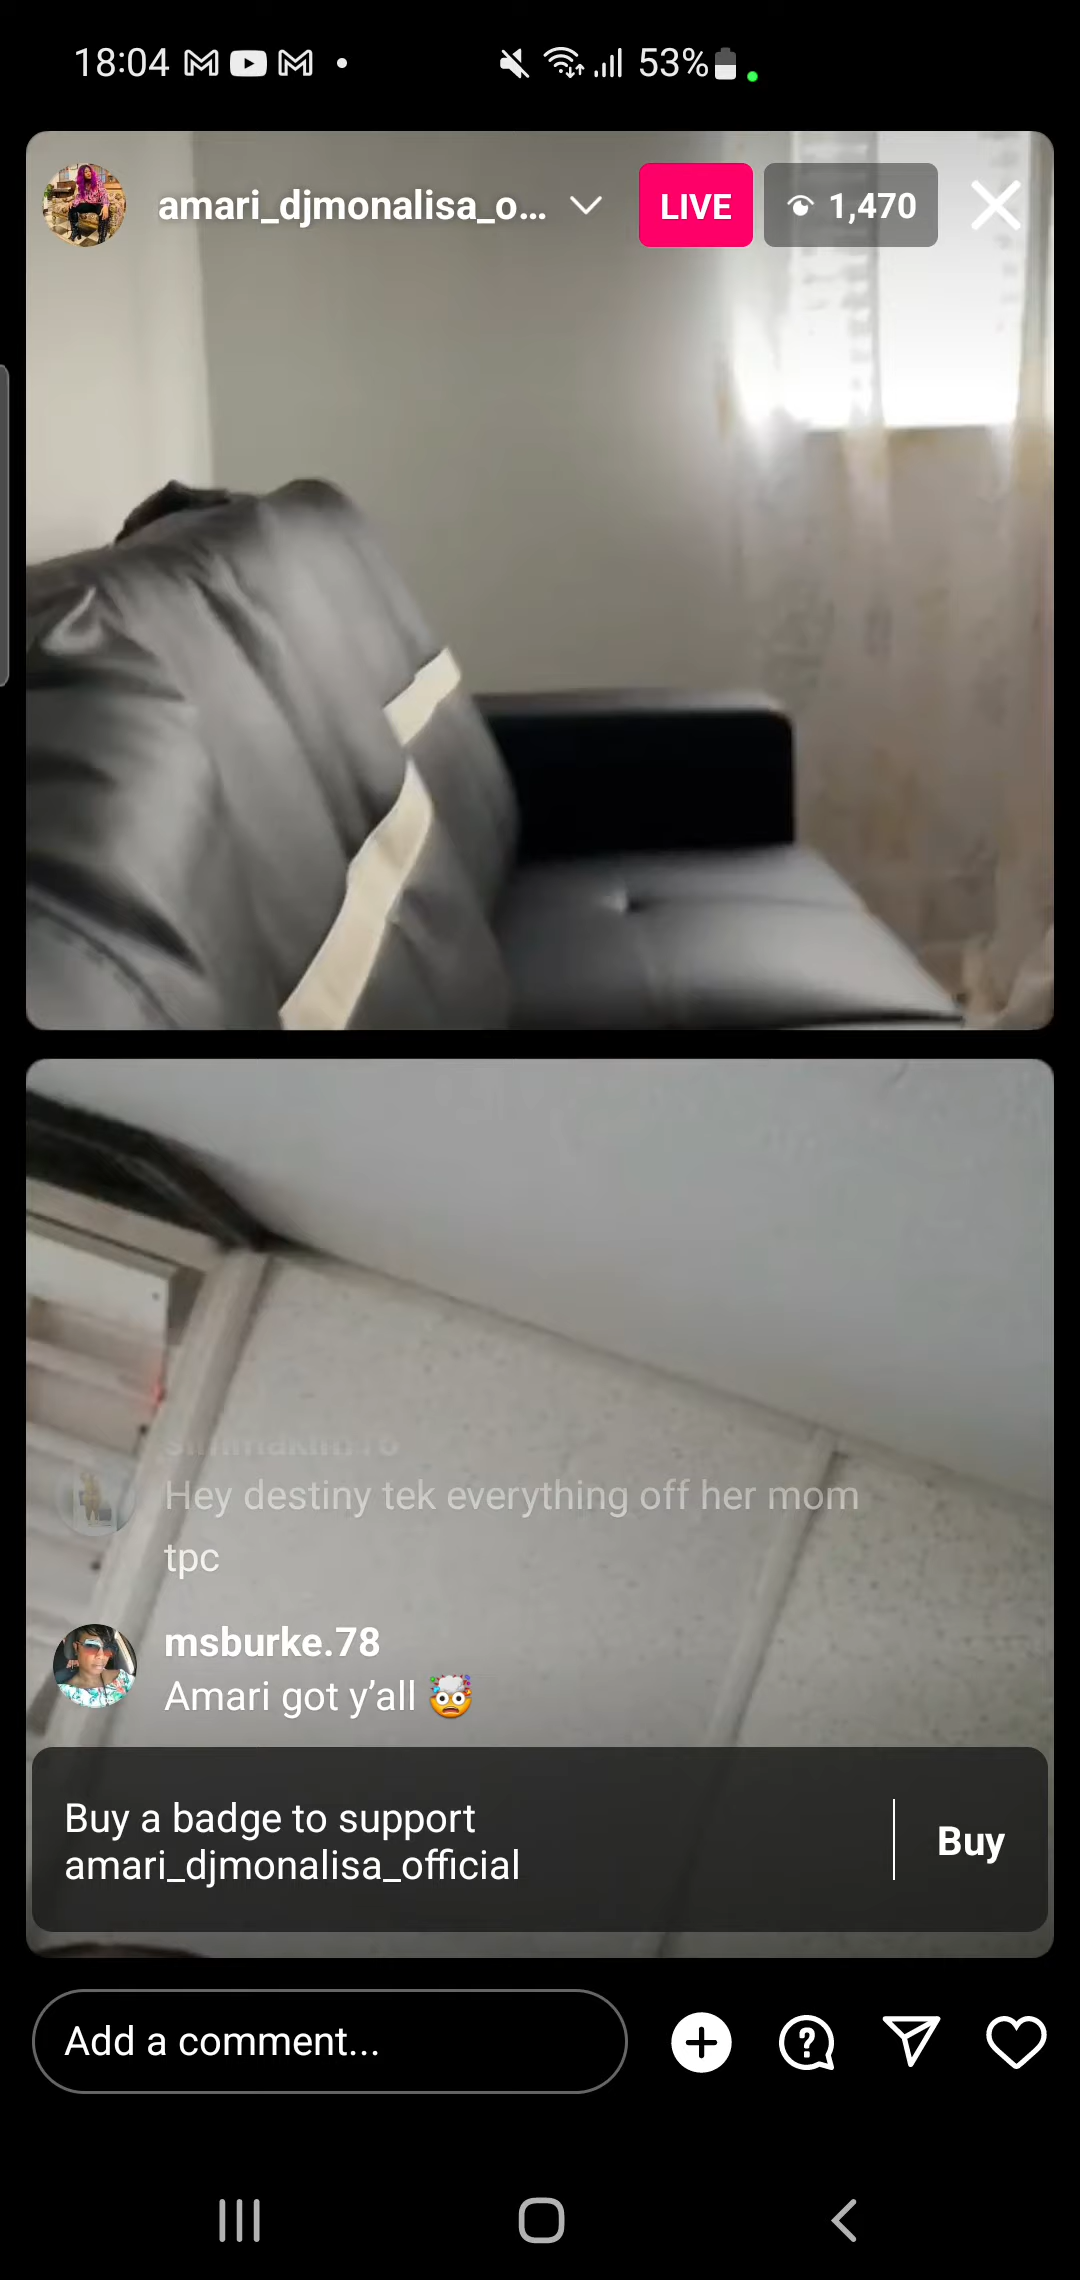 18:04
53%
amari_djmonalisa_o...
LIVE
1,470
Hey destiny tek everything off her mom
tpc
msburke.78
Amari got y’all 🤯
Buy a badge to support
amari_djmonalisa_official
Buy
Add a comment...